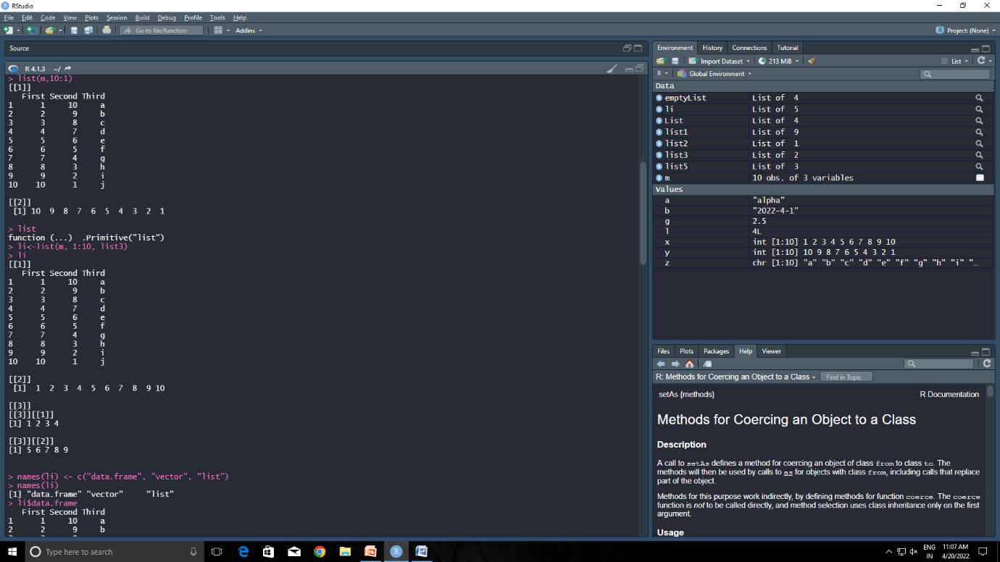 RStudio
File Edit Code View Plots Session Build Debug Profile Tools Help
Go to file/function Addins Project: (None)
Source
R 4.1.3 · ~/
> list(m,10:1)
[[1]]
   First Second Third
1      1     10     a
2      2      9     b
3      3      8     c
4      4      7     d
5      5      6     e
6      6      5     f
7      7      4     g
8      8      3     h
9      9      2     i
10    10      1     j
[[2]]
 [1] 10  9  8  7  6  5  4  3  2  1
> list
function (...)  .Primitive("list")
> li<-list(m, 1:10, list3)
> li
[[1]]
   First Second Third
1      1     10     a
2      2      9     b
3      3      8     c
4      4      7     d
5      5      6     e
6      6      5     f
7      7      4     g
8      8      3     h
9      9      2     i
10    10      1     j
[[2]]
 [1]  1  2  3  4  5  6  7  8  9 10
[[3]]
[[3]][[1]]
[1] 1 2 3 4
[[3]][[2]]
[1] 5 6 7 8 9
> names(li) <- c("data.frame", "vector", "list")
> names(li)
[1] "data.frame" "vector"     "list"
> li$data.frame
   First Second Third
1      1     10     a
2      2      9     b
Environment History Connections Tutorial
Import Dataset 213 MiB List
R Global Environment
Data
emptyList List of  4
li List of  5
List List of  4
list1 List of  9
list2 List of  1
list3 List of  2
list5 List of  3
m 10 obs. of 3 variables
Values
a "alpha"
b "2022-4-1"
g 2.5
l 4L
x int [1:10] 1 2 3 4 5 6 7 8 9 10
y int [1:10] 10 9 8 7 6 5 4 3 2 1
z chr [1:10] "a" "b" "c" "d" "e" "f" "g" "h" "i" "…
Files Plots Packages Help Viewer
R: Methods for Coercing an Object to a Class Find in Topic
setAs {methods} R Documentation
Methods for Coercing an Object to a Class
Description
A call to setAs defines a method for coercing an object of class from to class to. The
methods will then be used by calls to as for objects with class from, including calls that replace
part of the object.
Methods for this purpose work indirectly, by defining methods for function coerce. The coerce
function is not to be called directly, and method selection uses class inheritance only on the first
argument.
Usage
Type here to search
ENG 11:07 AM
IN 4/20/2022